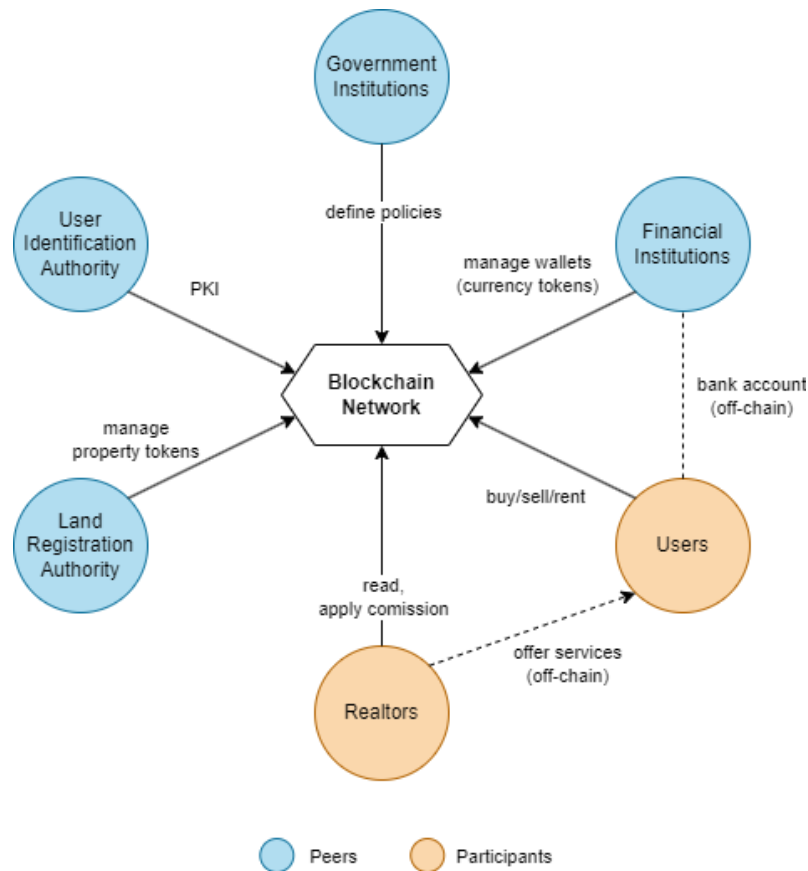 Government
Institutions
define policies
User
Identification
Authority
PKI
Financial
Institutions
manage wallets
(currency tokens)
Blockchain
Network
bank account
(off-chain)
manage
property tokens
Land
Registration
Authority
buy/sell/rent
Users
read,
apply comission
offer services
(off-chain)
Realtors
Peers
Participants